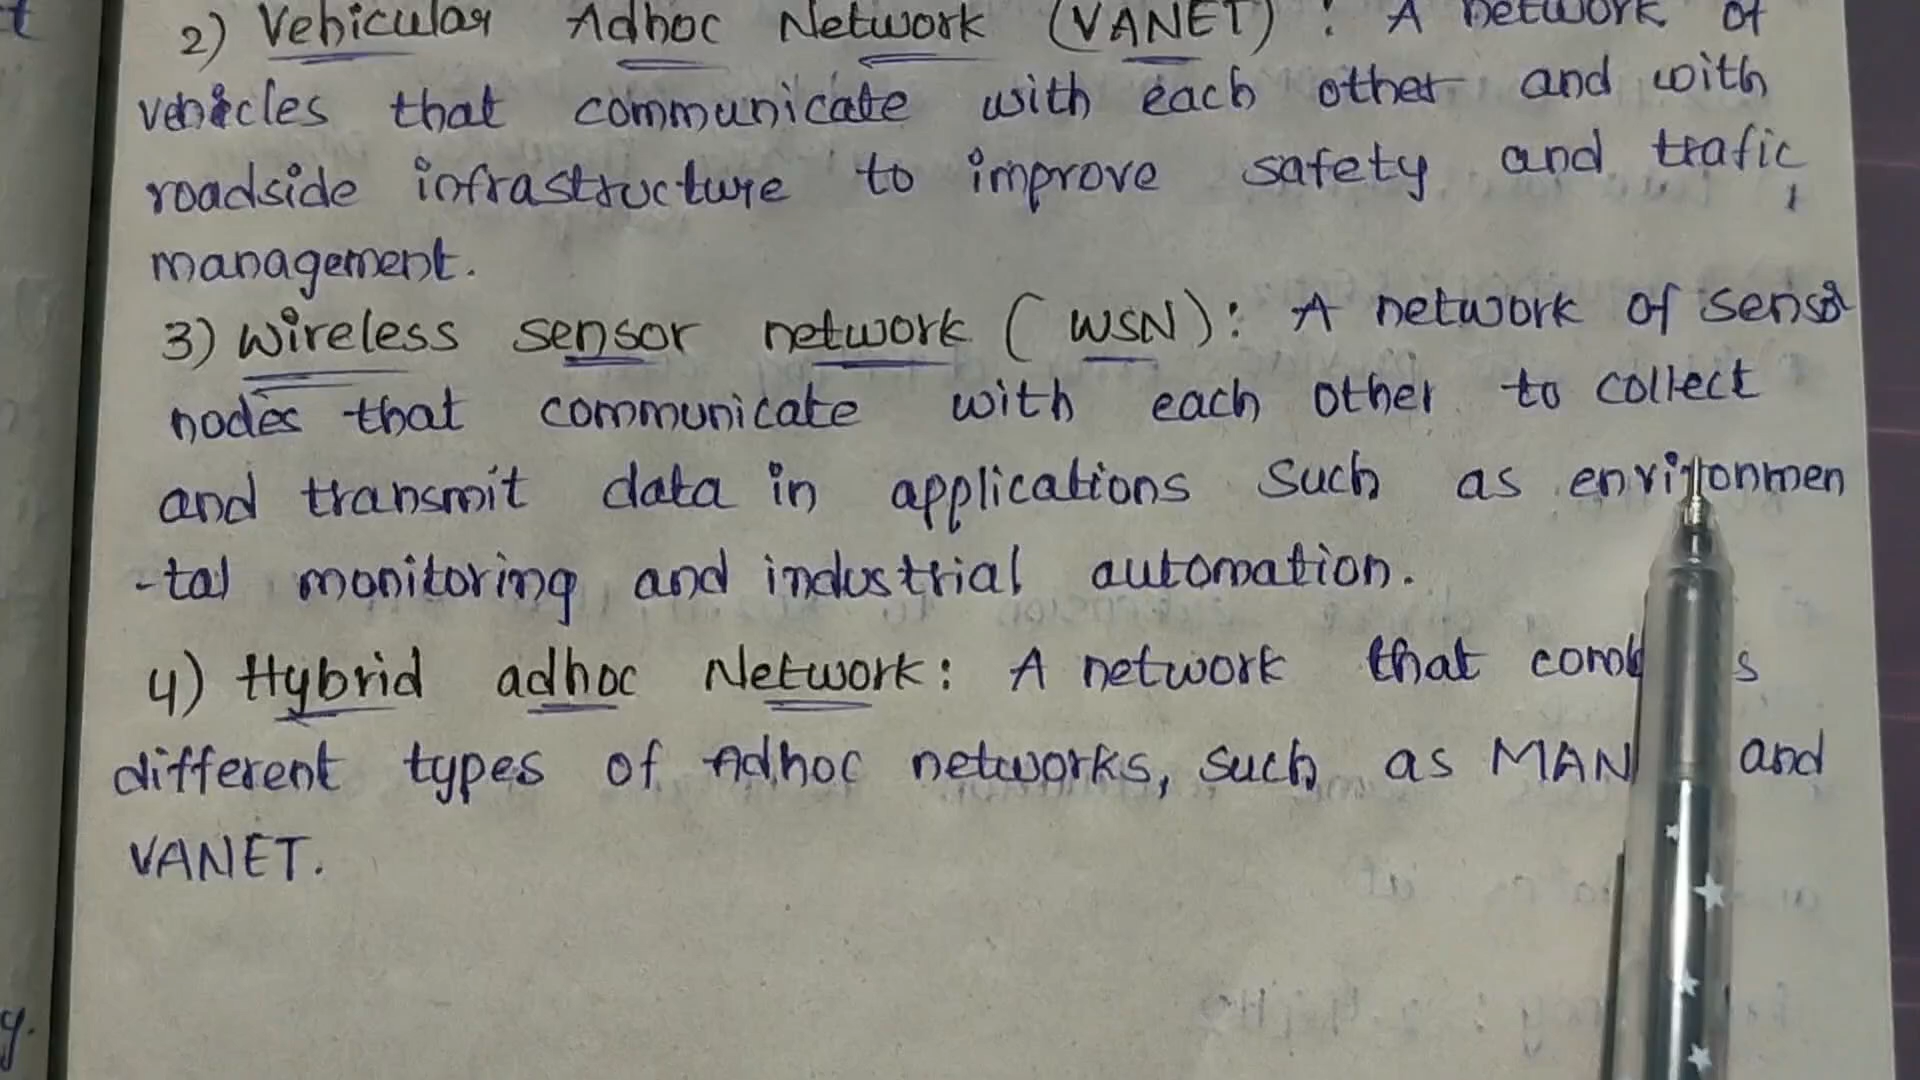 2) Vehicular Adhoc Network (VANET) : A network of
vehicles that communicate with each other and with
roadside infrastructure to improve safety and trafic,
management.
3) Wireless sensor network ( WSN): A network of sensor
nodes that communicate with each other to collect
and transmit data in applications such as environmen
-tal monitoring and industrial automation.
4) Hybrid adhoc Network: A network that
different types of Adhoc networks, such as MAN and
VANET.